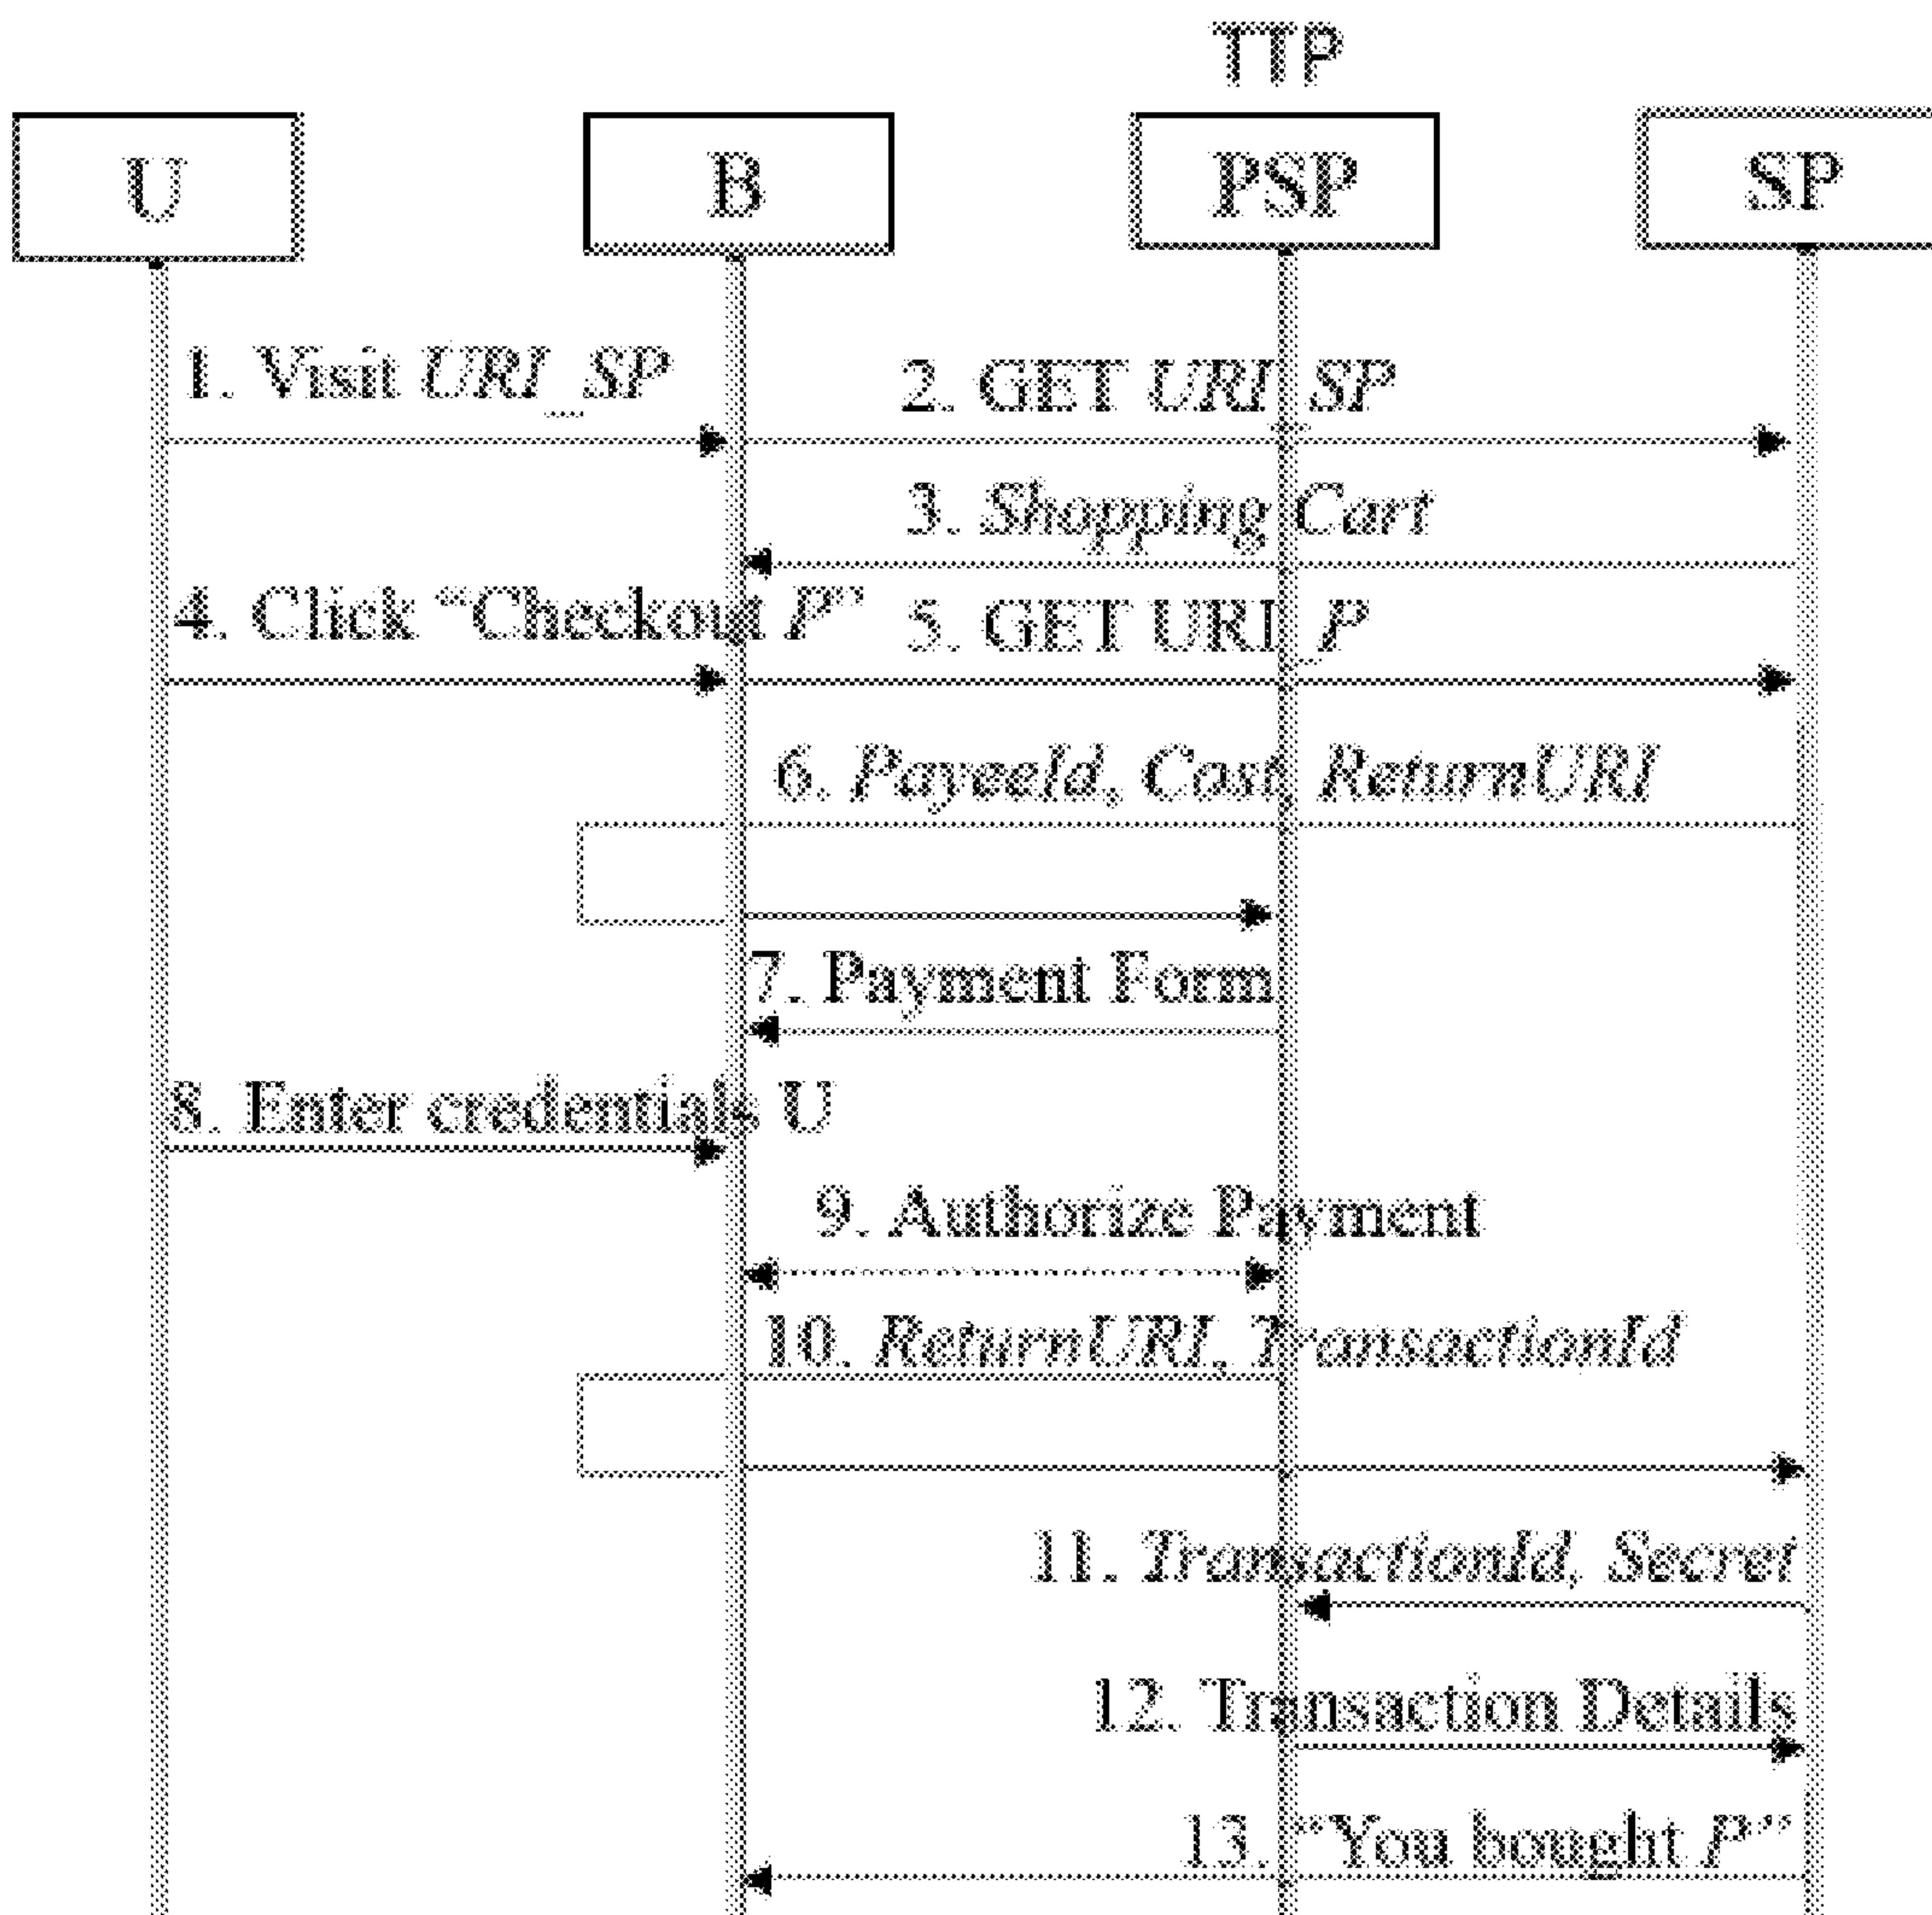 TTP
U
B
PSP
SP
1. Visit URI_SP
2. GET URI_SP
3. Shopping Cart
4. Click “Checkout P”
5. GET URI_P
6. PayeeId, Cost, ReturnURI
7. Payment Form
8. Enter credentials U
9. Authorize Payment
10. ReturnURI, TransactionId
11. TransactionId, Secret
12. Transaction Details
13. “You bought P”